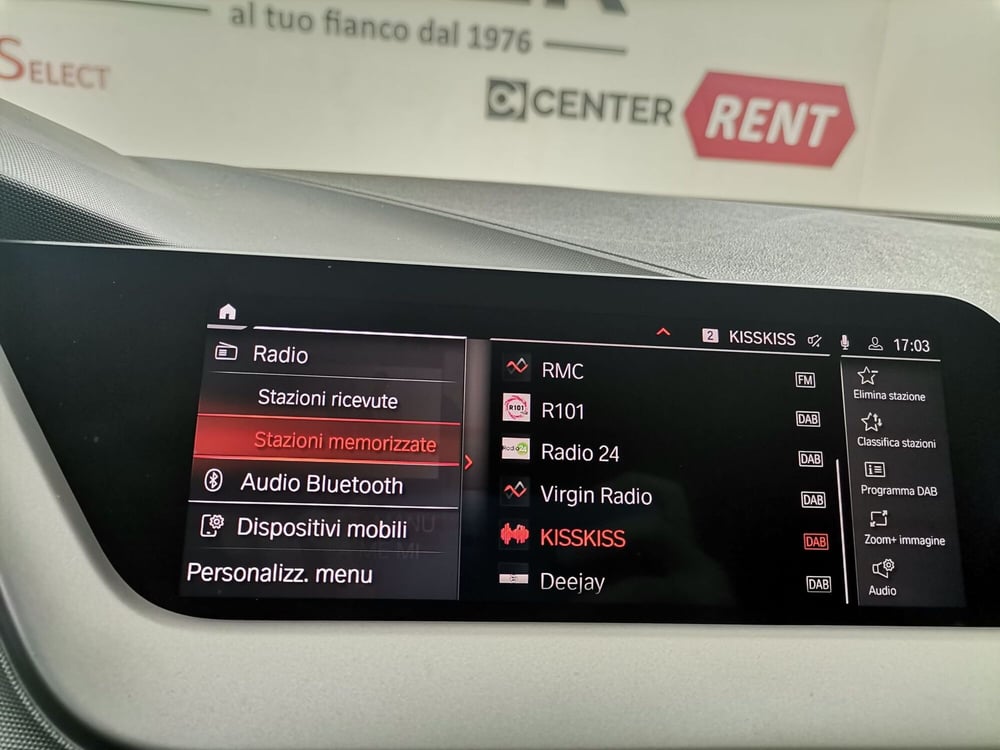 al tuo fianco dal 1976
SELECT
CENTER RENT
2 KISSKISS 17:03
Radio
Stazioni ricevute
Stazioni memorizzate
Audio Bluetooth
Dispositivi mobili
Personalizz. menu
RMC FM
R101 R101 DAB
Radio24 Radio 24 DAB
Virgin Radio DAB
KISSKISS DAB
Deejay DAB
Elimina stazione
Classifica stazioni
Programma DAB
Zoom+ immagine
Audio